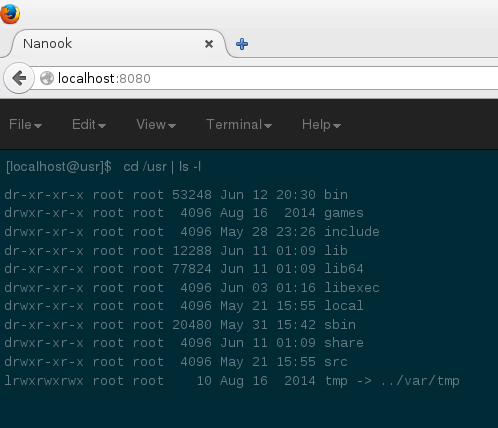 Nanook
localhost:8080
File Edit View Terminal Help
[localhost@usr]$ cd /usr | ls -l
dr-xr-xr-x root root 53248 Jun 12 20:30 bin
drwxr-xr-x root root  4096 Aug 16  2014 games
drwxr-xr-x root root  4096 May 28 23:26 include
dr-xr-xr-x root root 12288 Jun 11 01:09 lib
dr-xr-xr-x root root 77824 Jun 11 01:09 lib64
drwxr-xr-x root root  4096 Jun 03 01:16 libexec
drwxr-xr-x root root  4096 May 21 15:55 local
dr-xr-xr-x root root 20480 May 31 15:42 sbin
drwxr-xr-x root root  4096 Jun 11 01:09 share
drwxr-xr-x root root  4096 May 21 15:55 src
lrwxrwxrwx root root    10 Aug 16  2014 tmp -> ../var/tmp